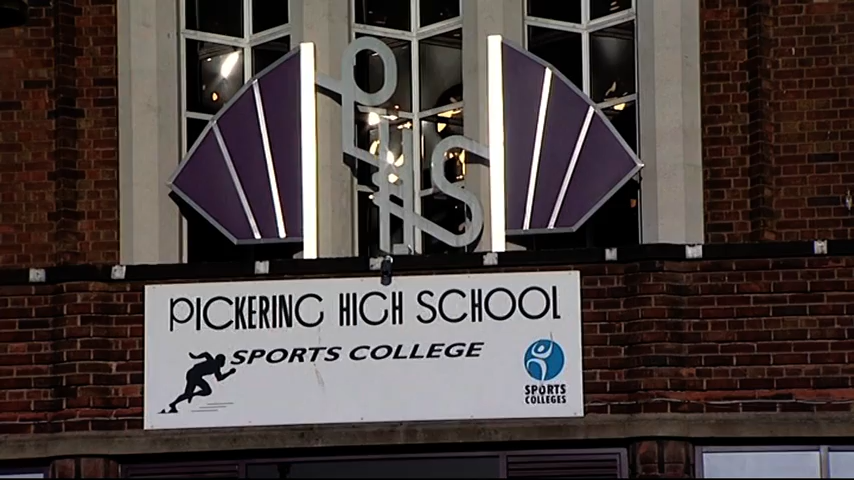 PHS
PICKERING HIGH SCHOOL
SPORTS COLLEGE
SPORTS
COLLEGES